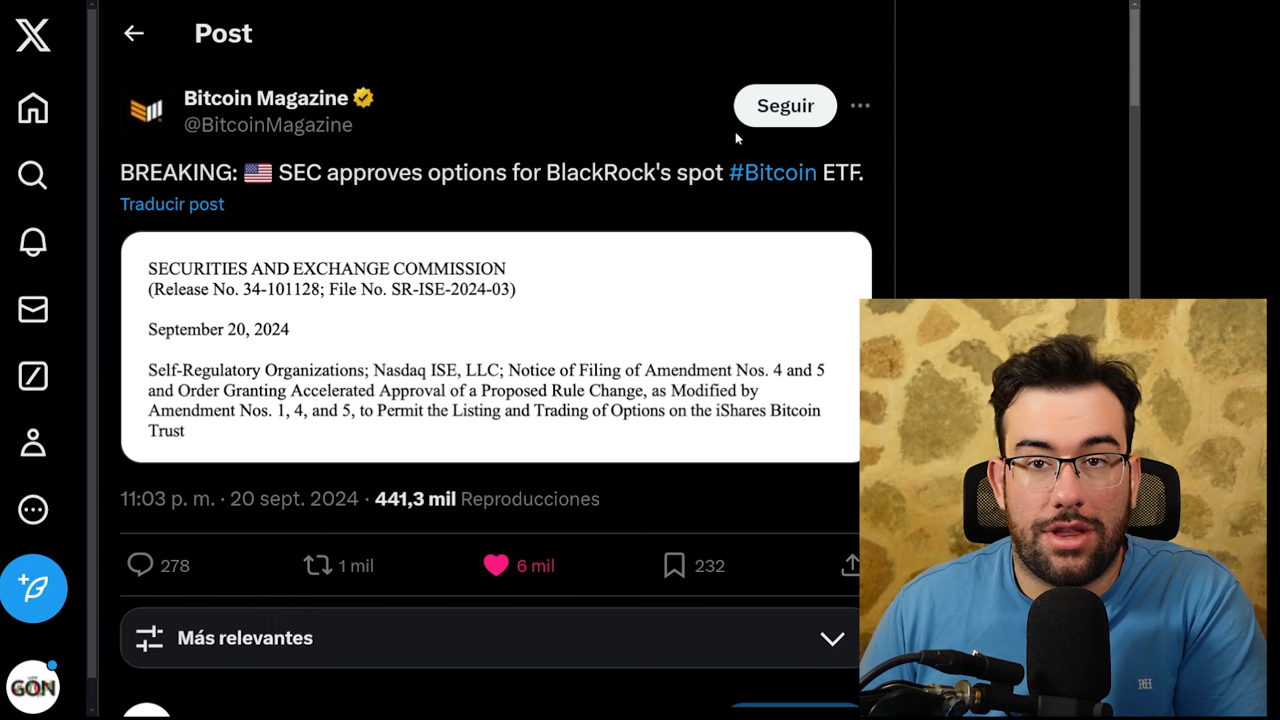 Post
Bitcoin Magazine
@BitcoinMagazine
Seguir
BREAKING: 🇺🇸 SEC approves options for BlackRock's spot #Bitcoin ETF.
Traducir post
SECURITIES AND EXCHANGE COMMISSION
(Release No. 34-101128; File No. SR-ISE-2024-03)
September 20, 2024
Self-Regulatory Organizations; Nasdaq ISE, LLC; Notice of Filing of Amendment Nos. 4 and 5
and Order Granting Accelerated Approval of a Proposed Rule Change, as Modified by
Amendment Nos. 1, 4, and 5, to Permit the Listing and Trading of Options on the iShares Bitcoin
Trust
11:03 p. m. · 20 sept. 2024 · 441,3 mil Reproducciones
278 1 mil 6 mil 232
Más relevantes
GON
RH